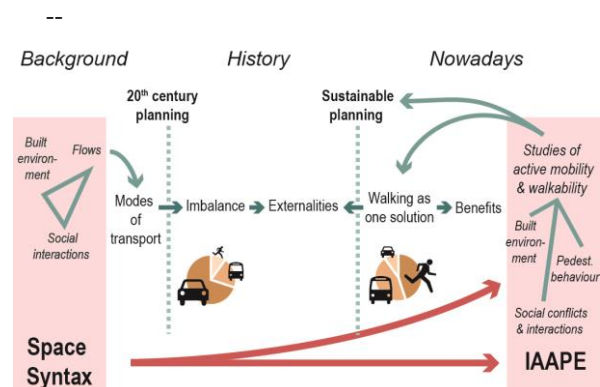 --
Background
History
Nowadays
20th century
planning
Sustainable
planning
Built
environ-
ment
Flows
Social
interactions
Modes
of
transport
Imbalance
Externalities
Walking as
one solution
Benefits
Studies of
active mobility
& walkability
Built
environ-
ment
Pedest.
behaviour
Social conflicts
& interactions
Space
Syntax
IAAPE